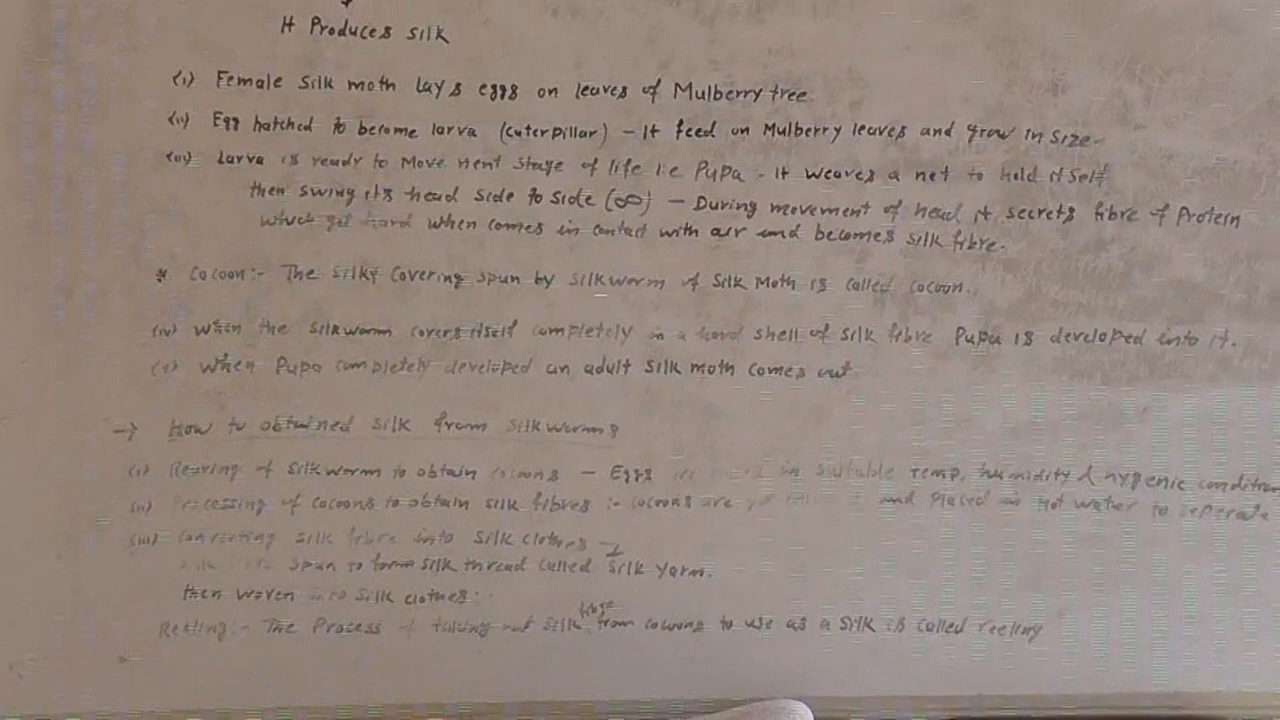 It Produces silk
(i) Female silk moth lays eggs on leaves of Mulberry tree.
(ii) Egg hatched to become larva (caterpillar) - It feed on Mulberry leaves and grow in size.
(iii) Larva is ready to Move next stage of life i.e Pupa - It weaves a net to hold itself
then swing its head side to side (∞) - During movement of head it secrets fibre of Protein
which get hard when comes in contact with air and becomes silk fibre.
* Cocoon :- The silky covering spun by silkworm of Silk Moth is called cocoon.
(iv) When the silkworm covers itself completely in a hard shell of silk fibre Pupa is developed into it.
(v) When Pupa completely developed an adult silk moth comes out
→ How to obtained silk from silkworms
(i) Rearing of silkworm to obtain cocoons - Eggs in suitable Temp, humidity & hygenic condition
(ii) Processing of cocoons to obtain silk fibres :- cocoons are and placed in Hot water to seperate
(iii) Converting silk fibre into silk clothes
spun to form silk thread called silk yarn.
then woven into silk clothes.
Reeling :- The Process of taking out silk fibre from cocoons to use as a silk is called reeling